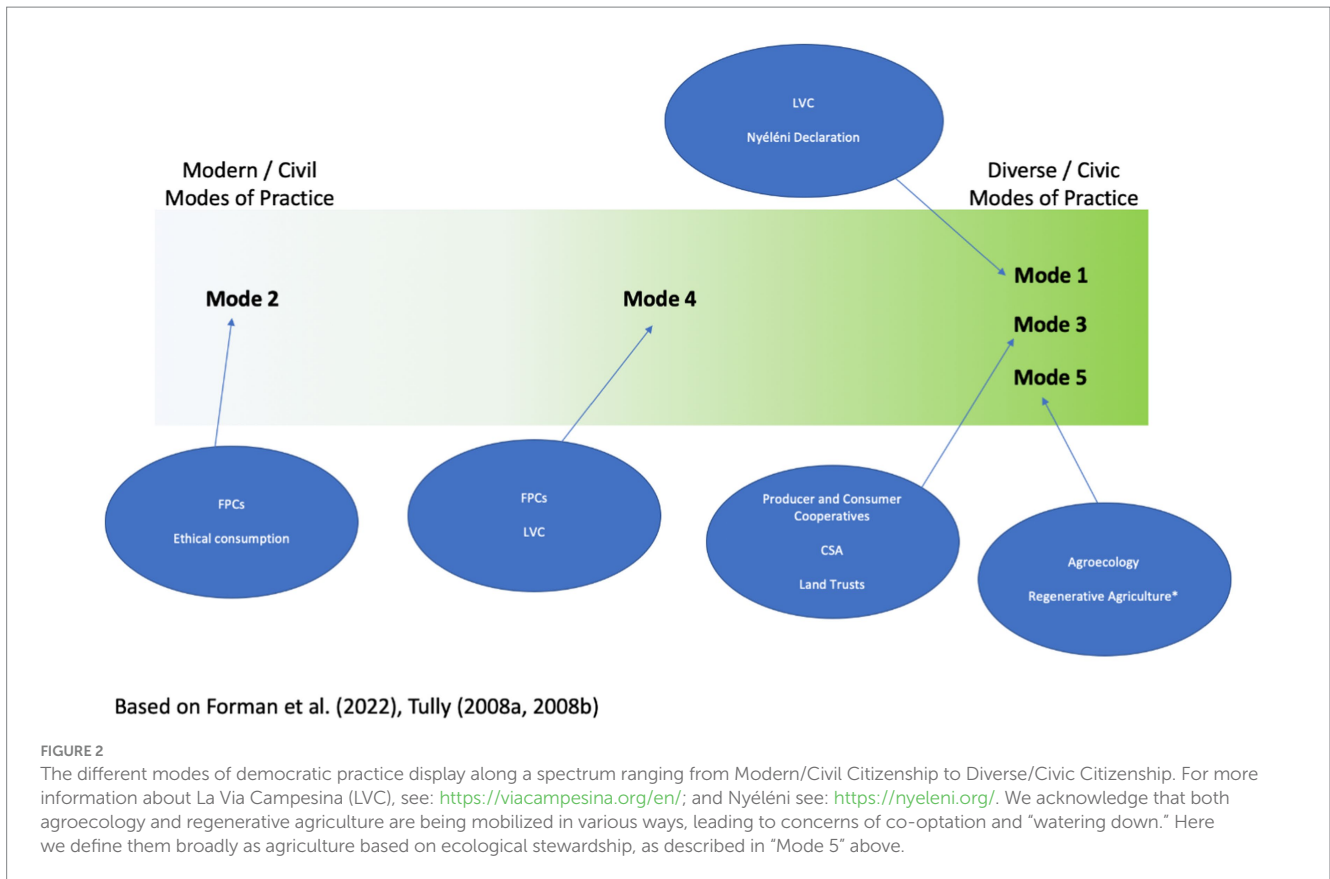 LVC
Nyéléni Declaration
Modern / Civil
Modes of Practice
Diverse / Civic
Modes of Practice
Mode 1
Mode 2
Mode 4
Mode 3
Mode 5
FPCs
Ethical consumption
FPCs
LVC
Producer and Consumer
Cooperatives
CSA
Land Trusts
Agroecology
Regenerative Agriculture*
Based on Forman et al. (2022), Tully (2008a, 2008b)
FIGURE 2
The different modes of democratic practice display along a spectrum ranging from Modern/Civil Citizenship to Diverse/Civic Citizenship. For more
information about La Via Campesina (LVC), see: https://viacampesina.org/en/; and Nyéléni see: https://nyeleni.org/. We acknowledge that both
agroecology and regenerative agriculture are being mobilized in various ways, leading to concerns of co-optation and “watering down.” Here
we define them broadly as agriculture based on ecological stewardship, as described in “Mode 5” above.